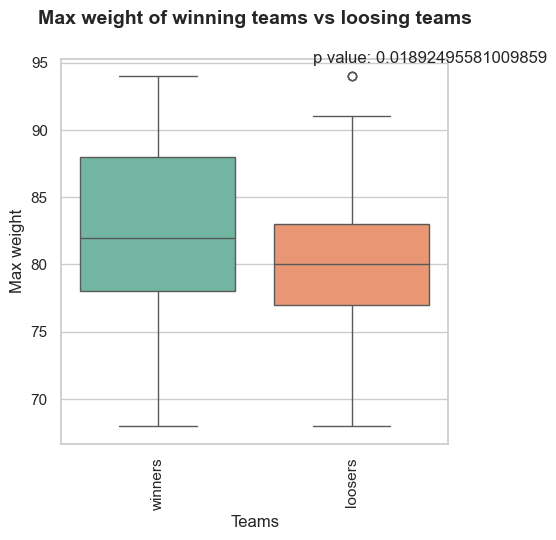 Max weight of winning teams vs loosing teams
p value: 0.01892495581009859
95
90
85
80
75
70
Max weight
winners
loosers
Teams